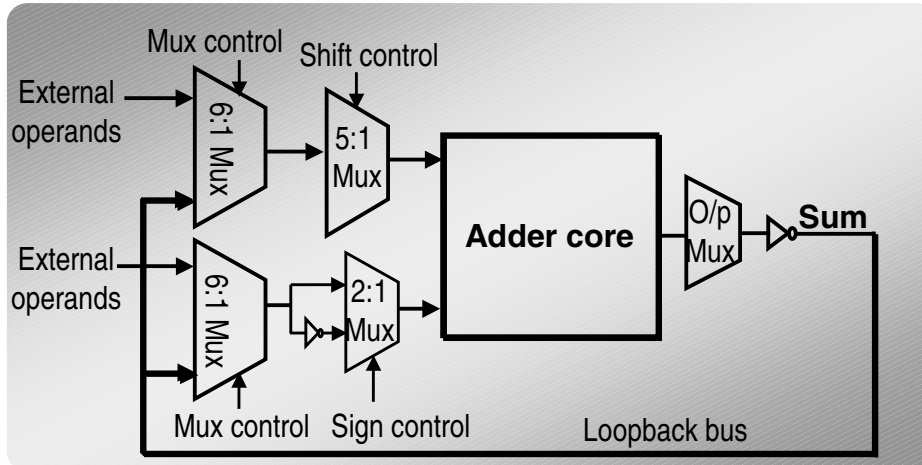 Mux control
Shift control
External
operands
6:1 Mux
5:1
Mux
Adder core
O/p
Mux
Sum
External
operands
6:1 Mux
2:1
Mux
Mux control
Sign control
Loopback bus